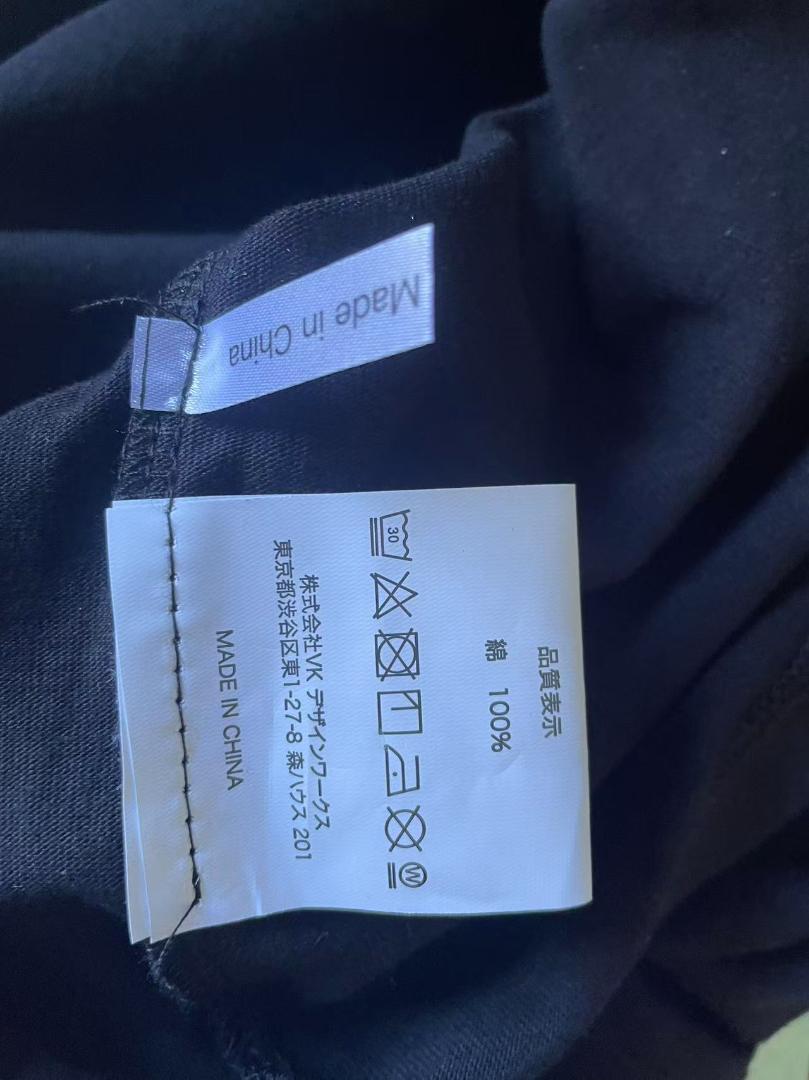 Made in China
品質表示
綿 100%
30
W
株式会社VK デザインワークス
東京都渋谷区東1-27-8 森ハウス 201
MADE IN CHINA